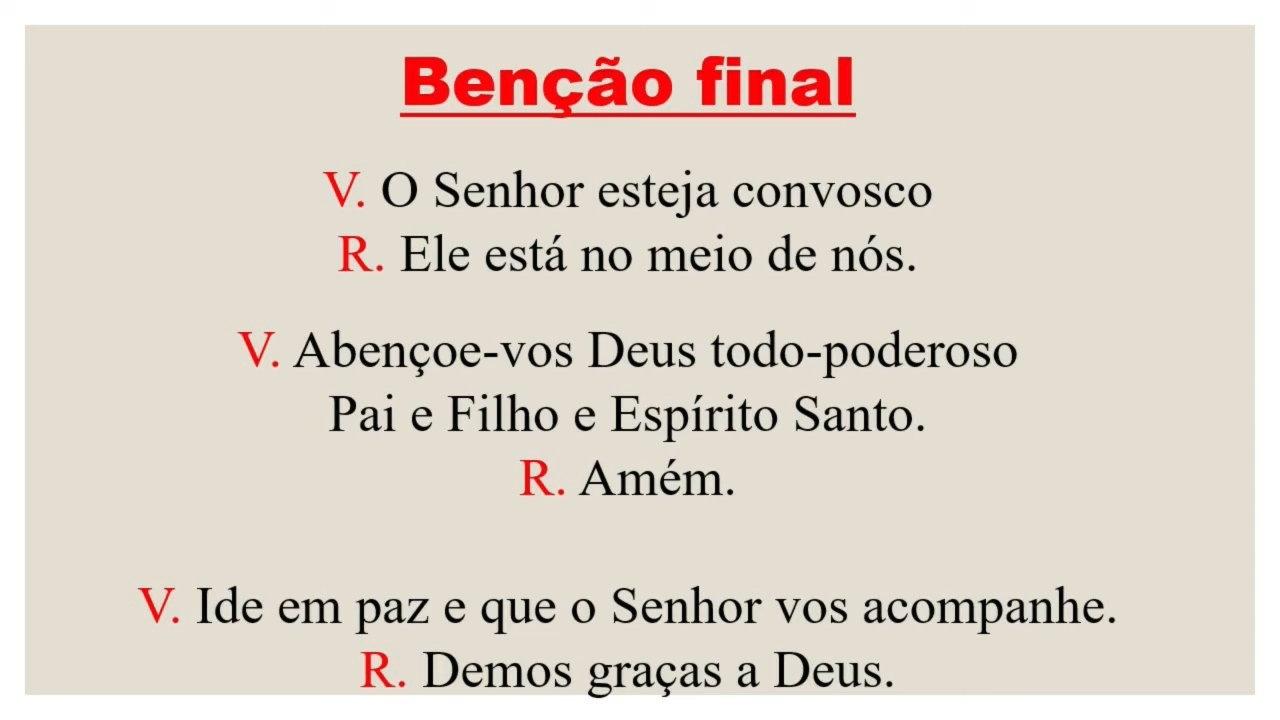 Benção final
V. O Senhor esteja convosco
R. Ele está no meio de nós.
V. Abençoe-vos Deus todo-poderoso
Pai e Filho e Espírito Santo.
R. Amém.
V. Ide em paz e que o Senhor vos acompanhe.
R. Demos graças a Deus.